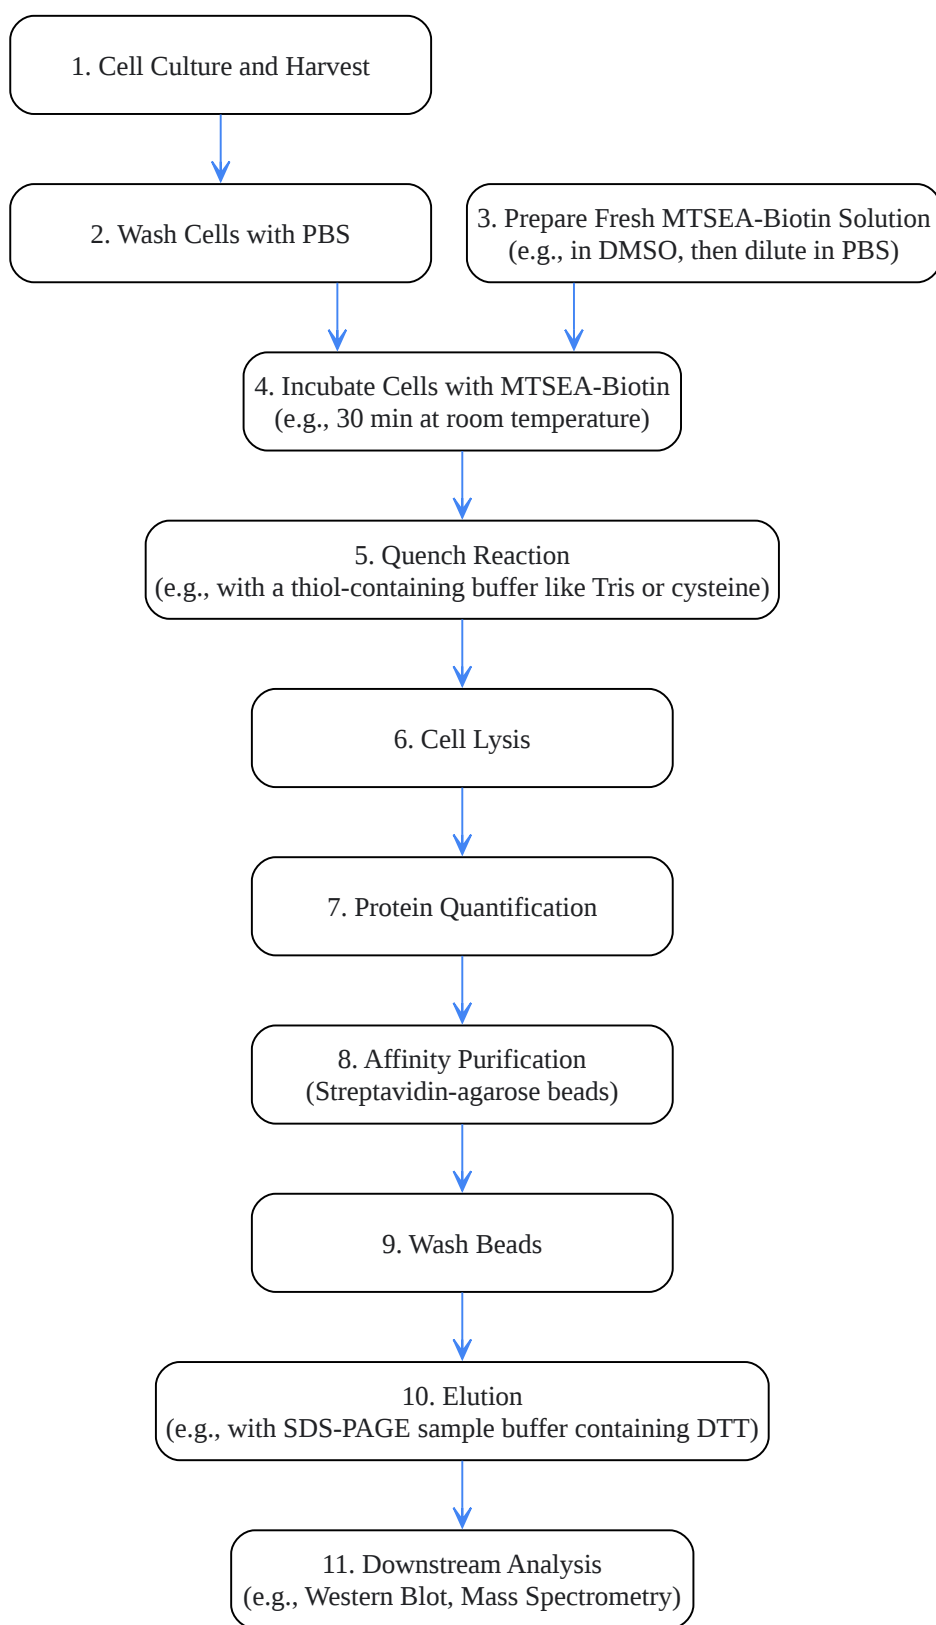 1. Cell Culture and Harvest
2. Wash Cells with PBS
3. Prepare Fresh MTSEA-Biotin Solution
(e.g., in DMSO, then dilute in PBS)
4. Incubate Cells with MTSEA-Biotin
(e.g., 30 min at room temperature)
5. Quench Reaction
(e.g., with a thiol-containing buffer like Tris or cysteine)
6. Cell Lysis
7. Protein Quantification
8. Affinity Purification
(Streptavidin-agarose beads)
9. Wash Beads
10. Elution
(e.g., with SDS-PAGE sample buffer containing DTT)
11. Downstream Analysis
(e.g., Western Blot, Mass Spectrometry)